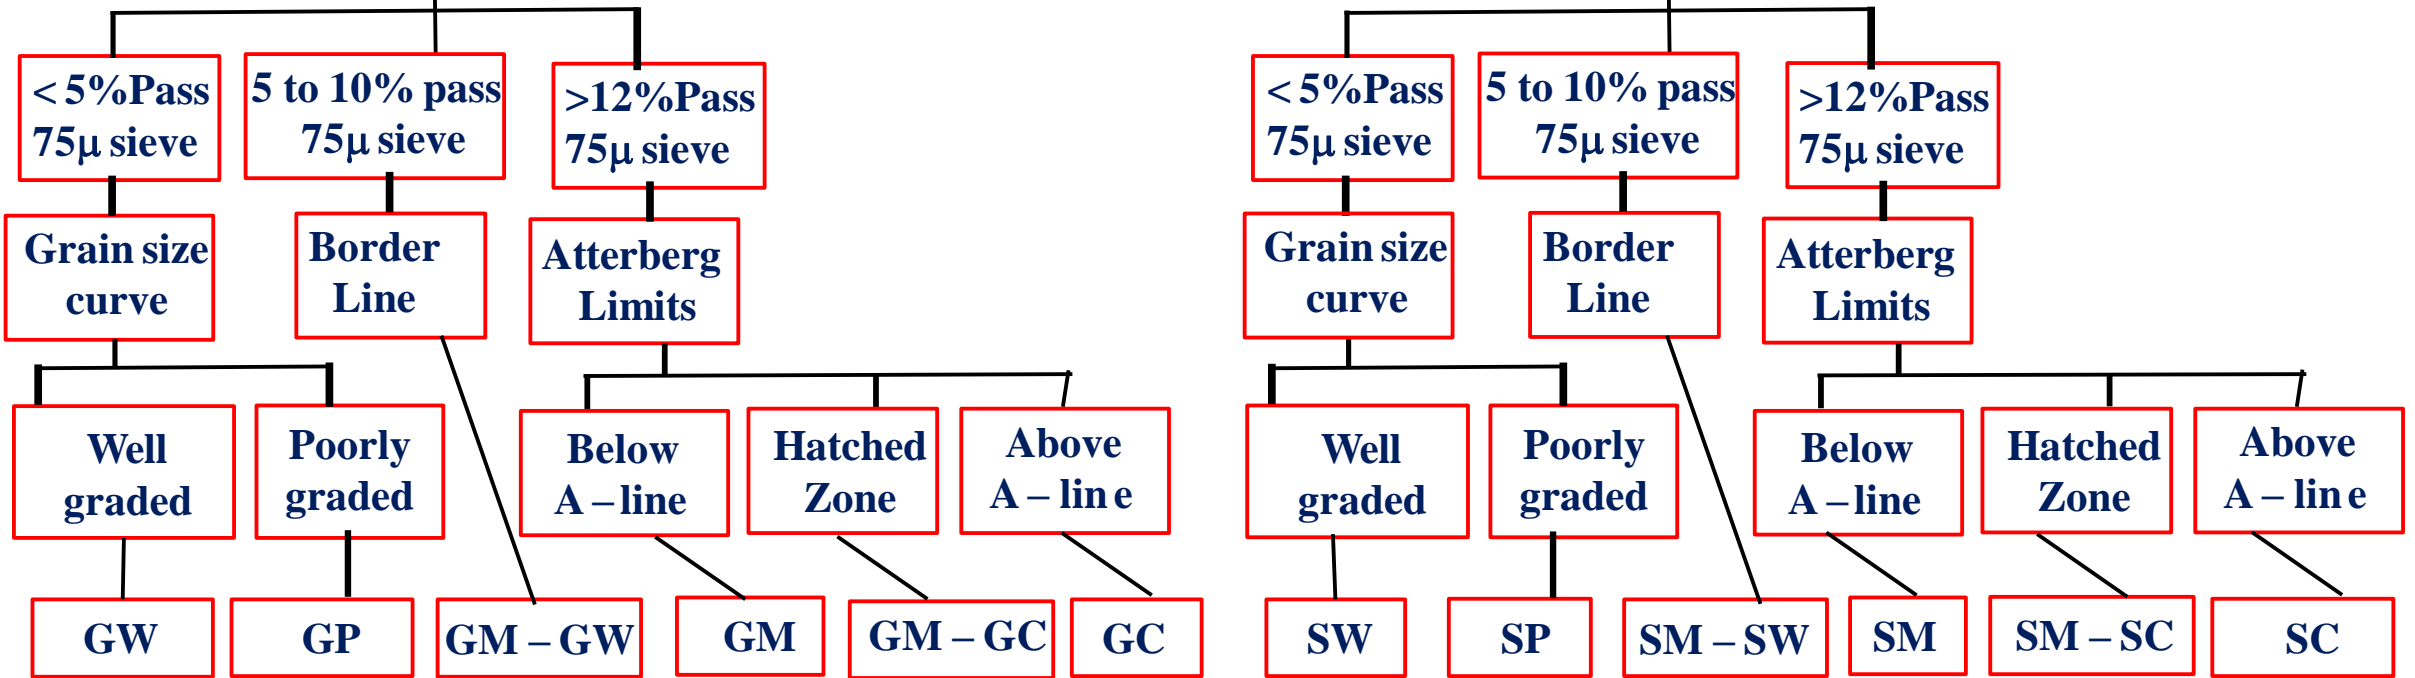 < 5%Pass
75μ sieve
5 to 10% pass
75μ sieve
>12%Pass
75μ sieve
Grain size
curve
Border
Line
Atterberg
Limits
Well
graded
Poorly
graded
Below
A – line
Hatched
Zone
Above
A – line
GW
GP
GM – GW
GM
GM – GC
GC
< 5%Pass
75μ sieve
5 to 10% pass
75μ sieve
>12%Pass
75μ sieve
Grain size
curve
Border
Line
Atterberg
Limits
Well
graded
Poorly
graded
Below
A – line
Hatched
Zone
Above
A – line
SW
SP
SM – SW
SM
SM – SC
SC